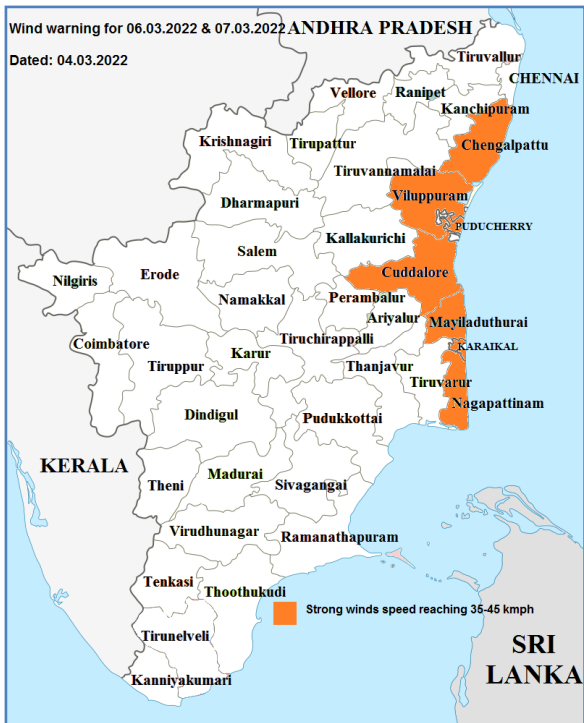 Wind warning for 06.03.2022 & 07.03.2022
ANDHRA PRADESH
Dated: 04.03.2022
Tiruvallur
CHENNAI
Vellore
Ranipet
Kanchipuram
Krishnagiri
Tirupattur
Chengalpattu
Tiruvannamalai
Viluppuram
Dharmapuri
PUDUCHERRY
Kallakurichi
Salem
Cuddalore
Erode
Nilgiris
Namakkal
Perambalur
Ariyalur
Mayiladuthurai
Coimbatore
Tiruchirappalli
KARAIKAL
Karur
Tiruppur
Thanjavur
Tiruvarur
Nagapattinam
Dindigul
Pudukkottai
KERALA
Madurai
Theni
Sivagangai
Virudhunagar
Ramanathapuram
Tenkasi
Thoothukudi
Strong winds speed reaching 35-45 kmph
Tirunelveli
SRI
LANKA
Kanniyakumari